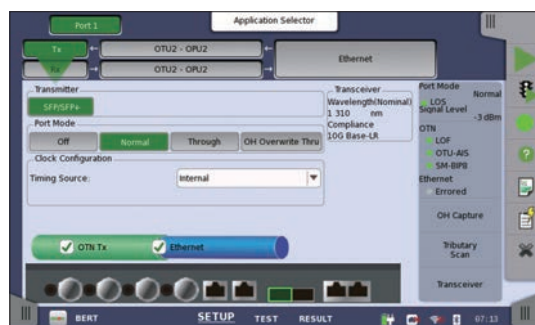 Port 1
Application Selector
Tx
OTU2 - OPU2
Ethernet
Rx
OTU2 - OPU2
Transmitter
SFP/SFP+
Transceiver
Wavelength(Nominal)
1 310 nm
Compliance
10G Base-LR
Port Mode
Normal
LOS
Signal Level
-3 dBm
OTN
LOF
OTU-AIS
SM-BIP8
Ethernet
Errored
Port Mode
Off
Normal
Through
OH Overwrite Thru
Clock Configuration
Timing Source:
Internal
OTN Tx
Ethernet
OH Capture
Tributary
Scan
Transceiver
BERT
SETUP
TEST
RESULT
07:13